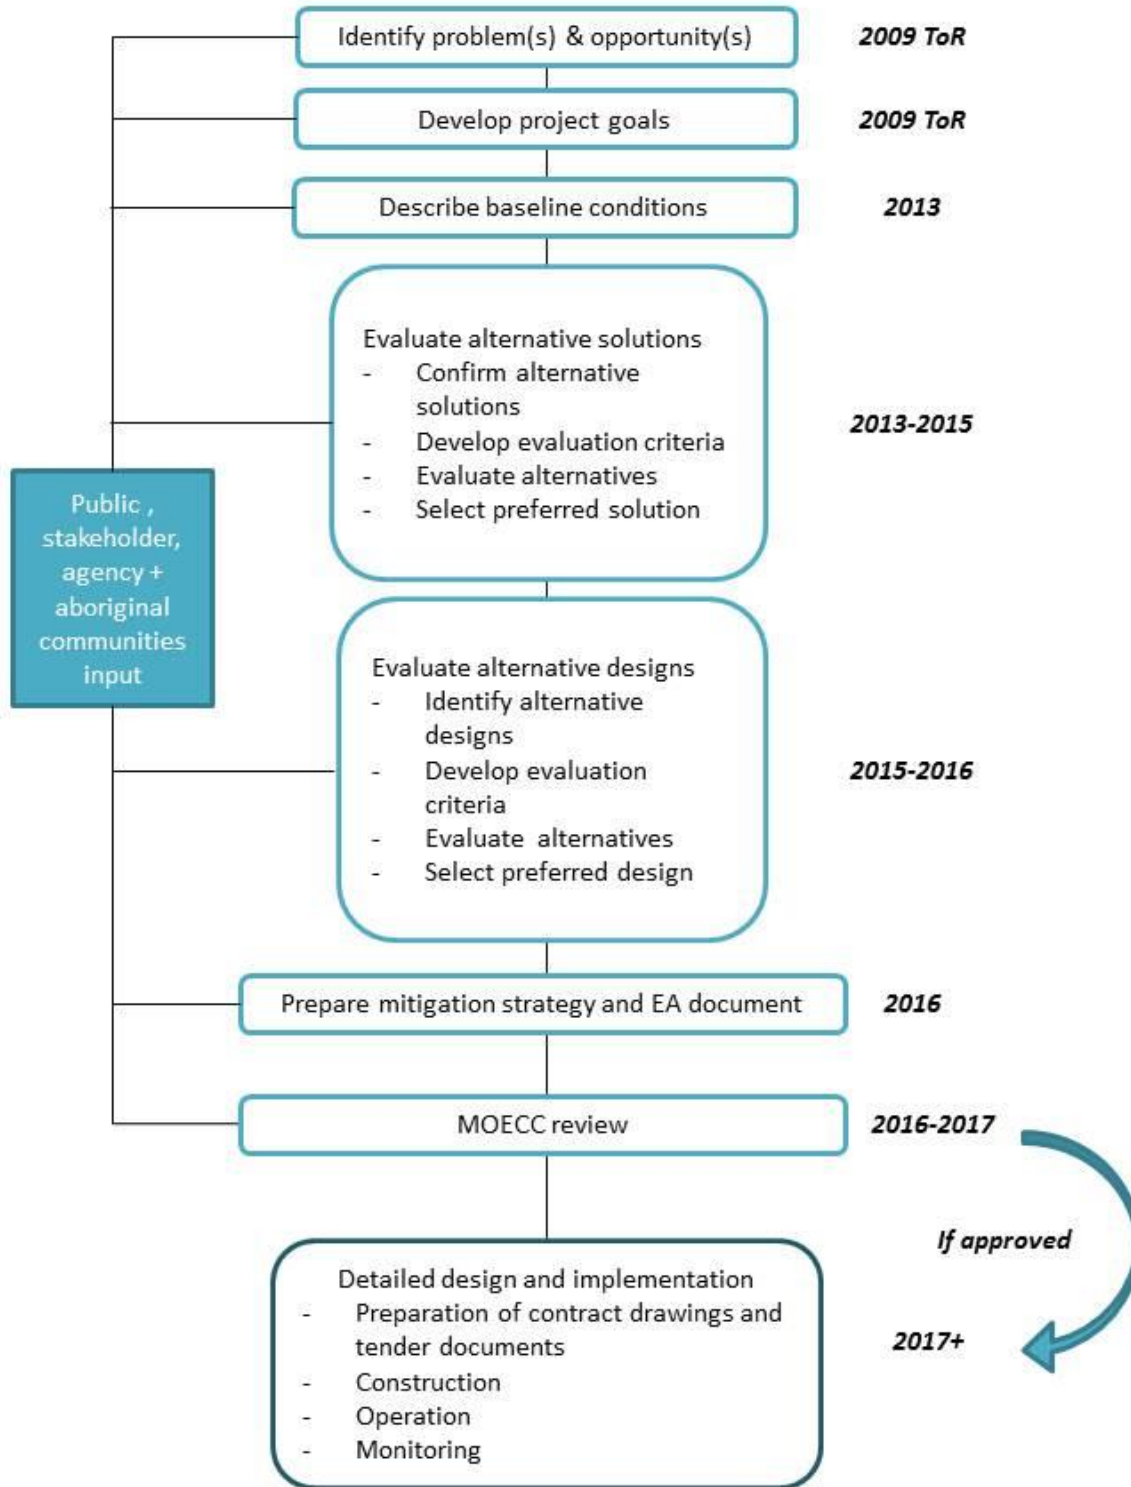 Identify problem(s) & opportunity(s)
2009 ToR
Develop project goals
2009 ToR
Describe baseline conditions
2013
Evaluate alternative solutions
- Confirm alternative
solutions
- Develop evaluation criteria
- Evaluate alternatives
- Select preferred solution
2013-2015
Public ,
stakeholder,
agency +
aboriginal
communities
input
Evaluate alternative designs
- Identify alternative
designs
- Develop evaluation
criteria
- Evaluate alternatives
- Select preferred design
2015-2016
Prepare mitigation strategy and EA document
2016
MOECC review
2016-2017
If approved
Detailed design and implementation
- Preparation of contract drawings and
tender documents
- Construction
- Operation
- Monitoring
2017+